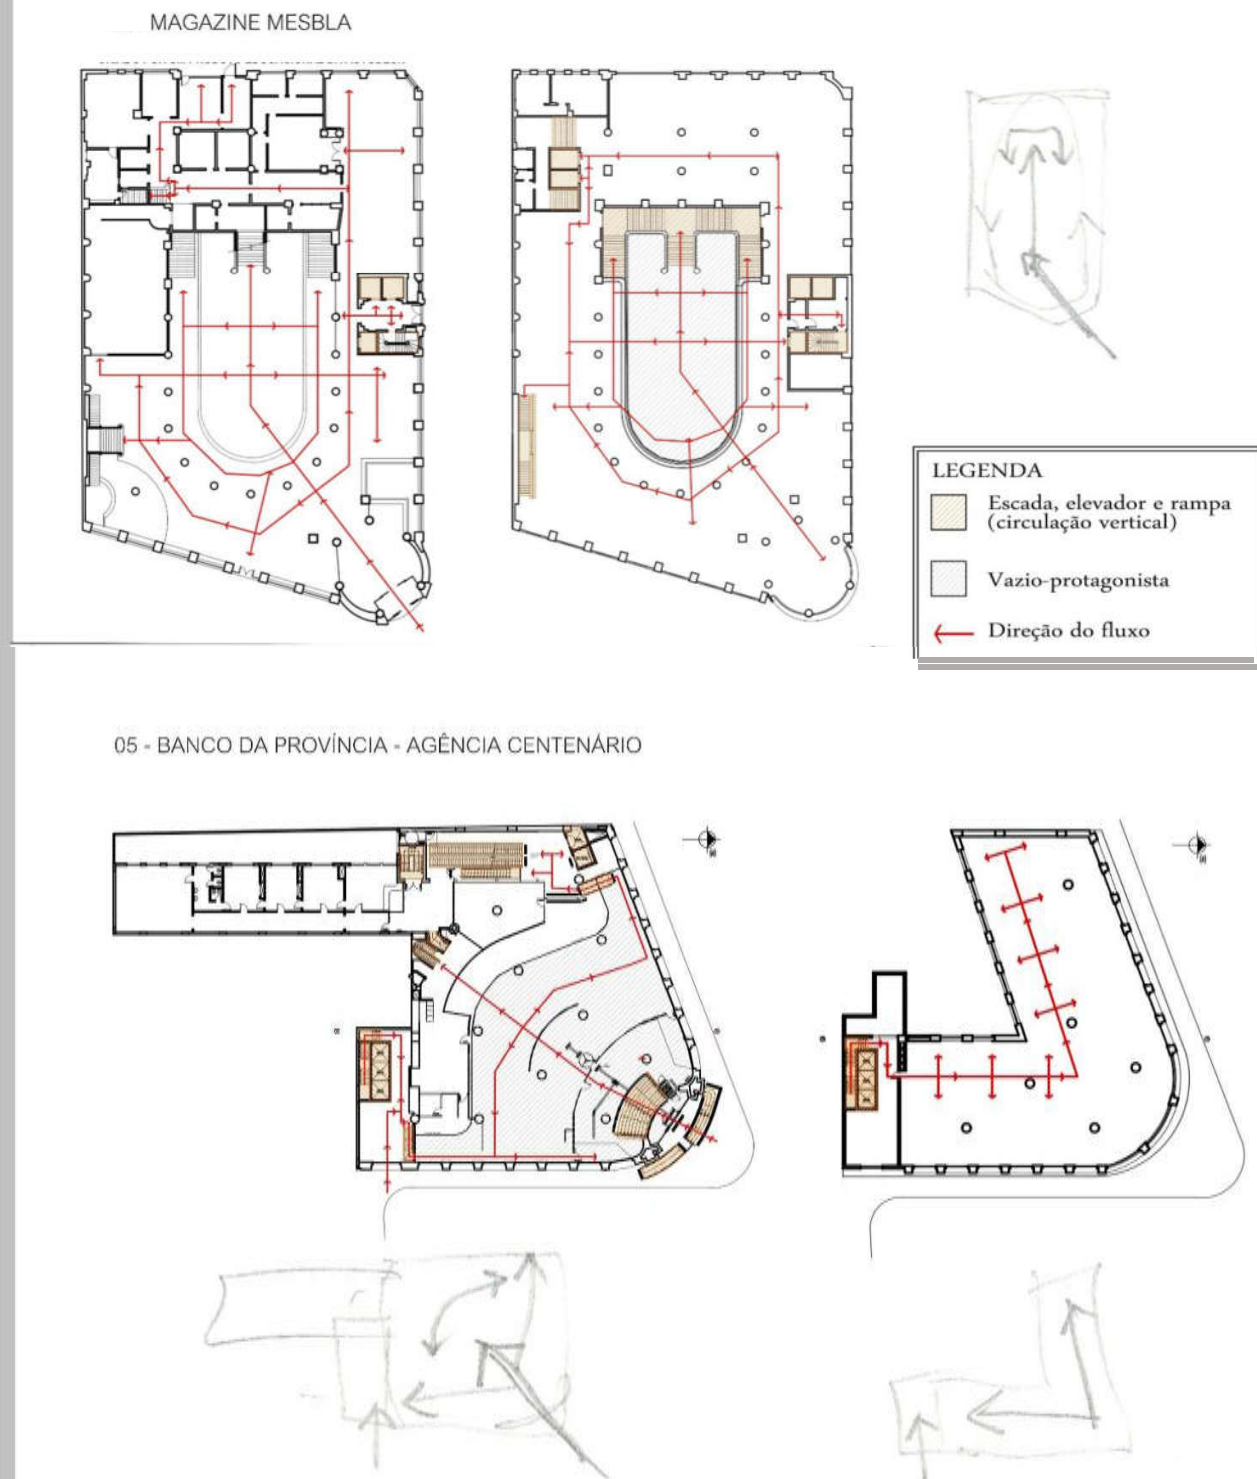 MAGAZINE MESBLA
LEGENDA
Escada, elevador e rampa
(circulação vertical)
Vazio-protagonista
Direção do fluxo
05 - BANCO DA PROVÍNCIA - AGÊNCIA CENTENÁRIO